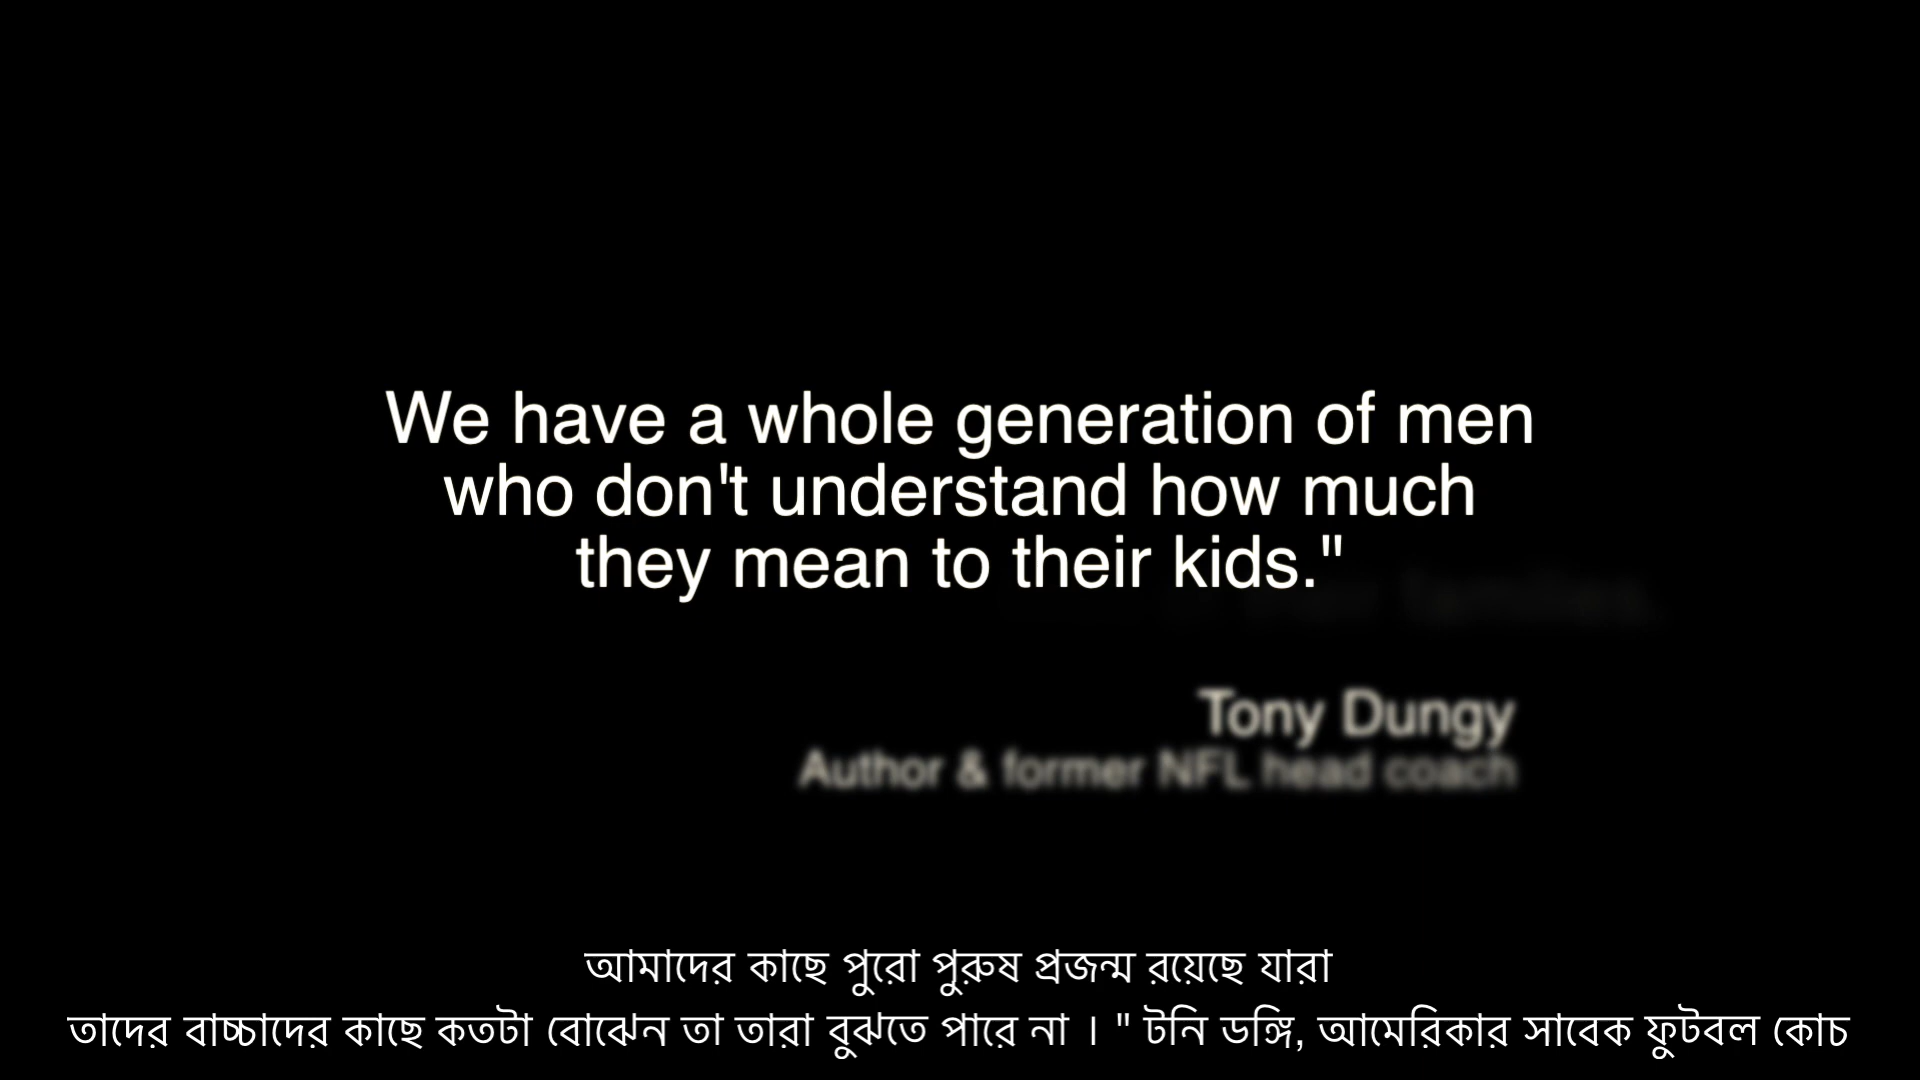 We have a whole generation of men
who don't understand how much
they mean to their kids."
families.
Tony Dungy
Author & former NFL head coach
আমাদের কাছে পুরো পুরুষ প্রজন্ম রয়েছে যারা
তাদের বাচ্চাদের কাছে কতটা বোঝেন তা তারা বুঝতে পারে না । " টনি ডঙ্গি, আমেরিকার সাবেক ফুটবল কোচ